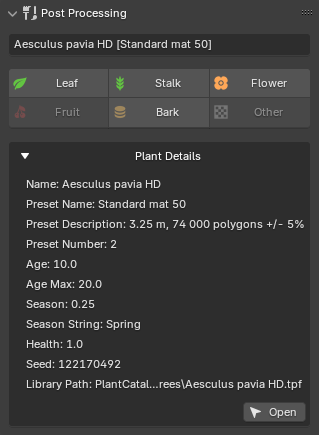 Post Processing
Aesculus pavia HD [Standard mat 50]
Leaf Stalk Flower
Fruit Bark Other
Plant Details
Name: Aesculus pavia HD
Preset Name: Standard mat 50
Preset Description: 3.25 m, 74 000 polygons +/- 5%
Preset Number: 2
Age: 10.0
Age Max: 20.0
Season: 0.25
Season String: Spring
Health: 1.0
Seed: 122170492
Library Path: PlantCatal...rees\Aesculus pavia HD.tpf
Open